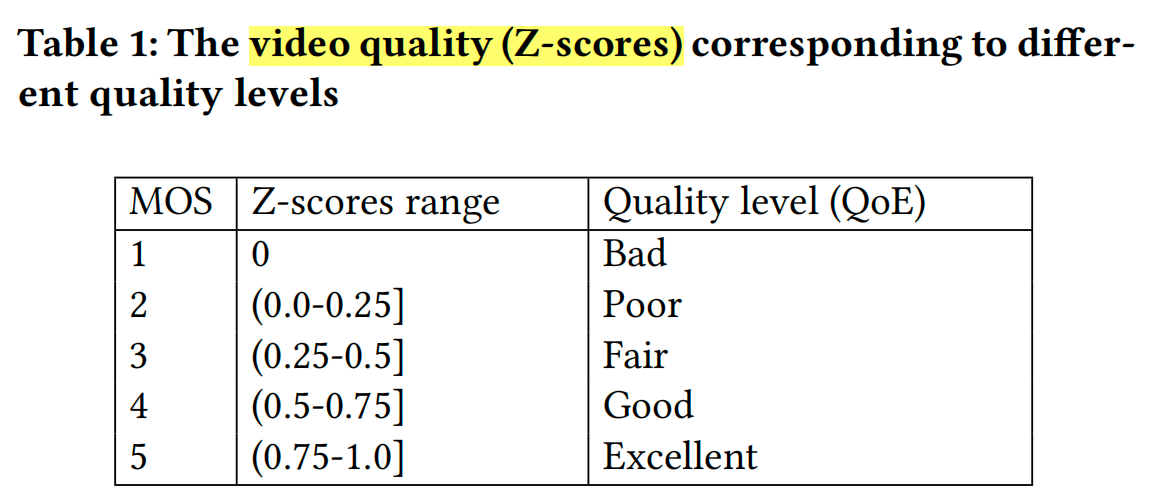 Table 1: The video quality (Z-scores) corresponding to differ-
ent quality levels
MOS Z-scores range Quality level (QoE)
1 0 Bad
2 (0.0-0.25] Poor
3 (0.25-0.5] Fair
4 (0.5-0.75] Good
5 (0.75-1.0] Excellent